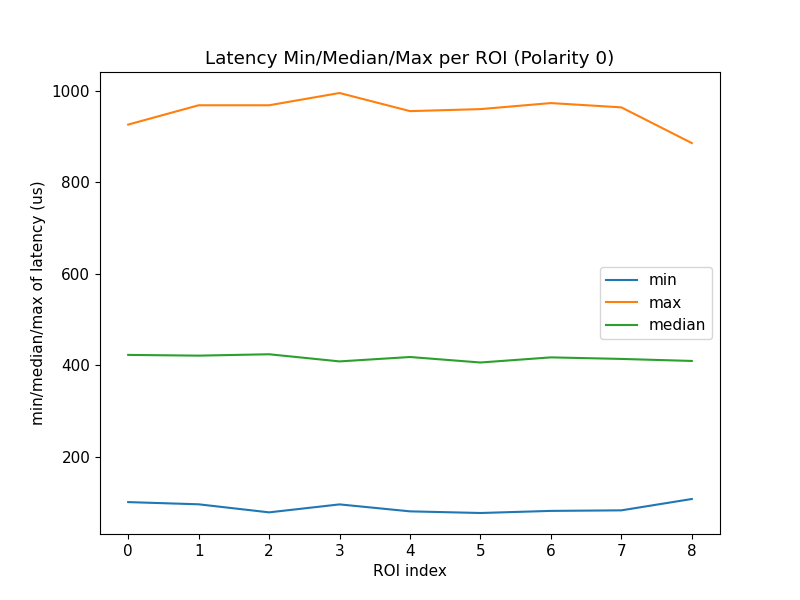 Latency Min/Median/Max per ROI (Polarity 0)
min/median/max of latency (us)
1000
800
600
400
200
min
max
median
0 1 2 3 4 5 6 7 8
ROI index